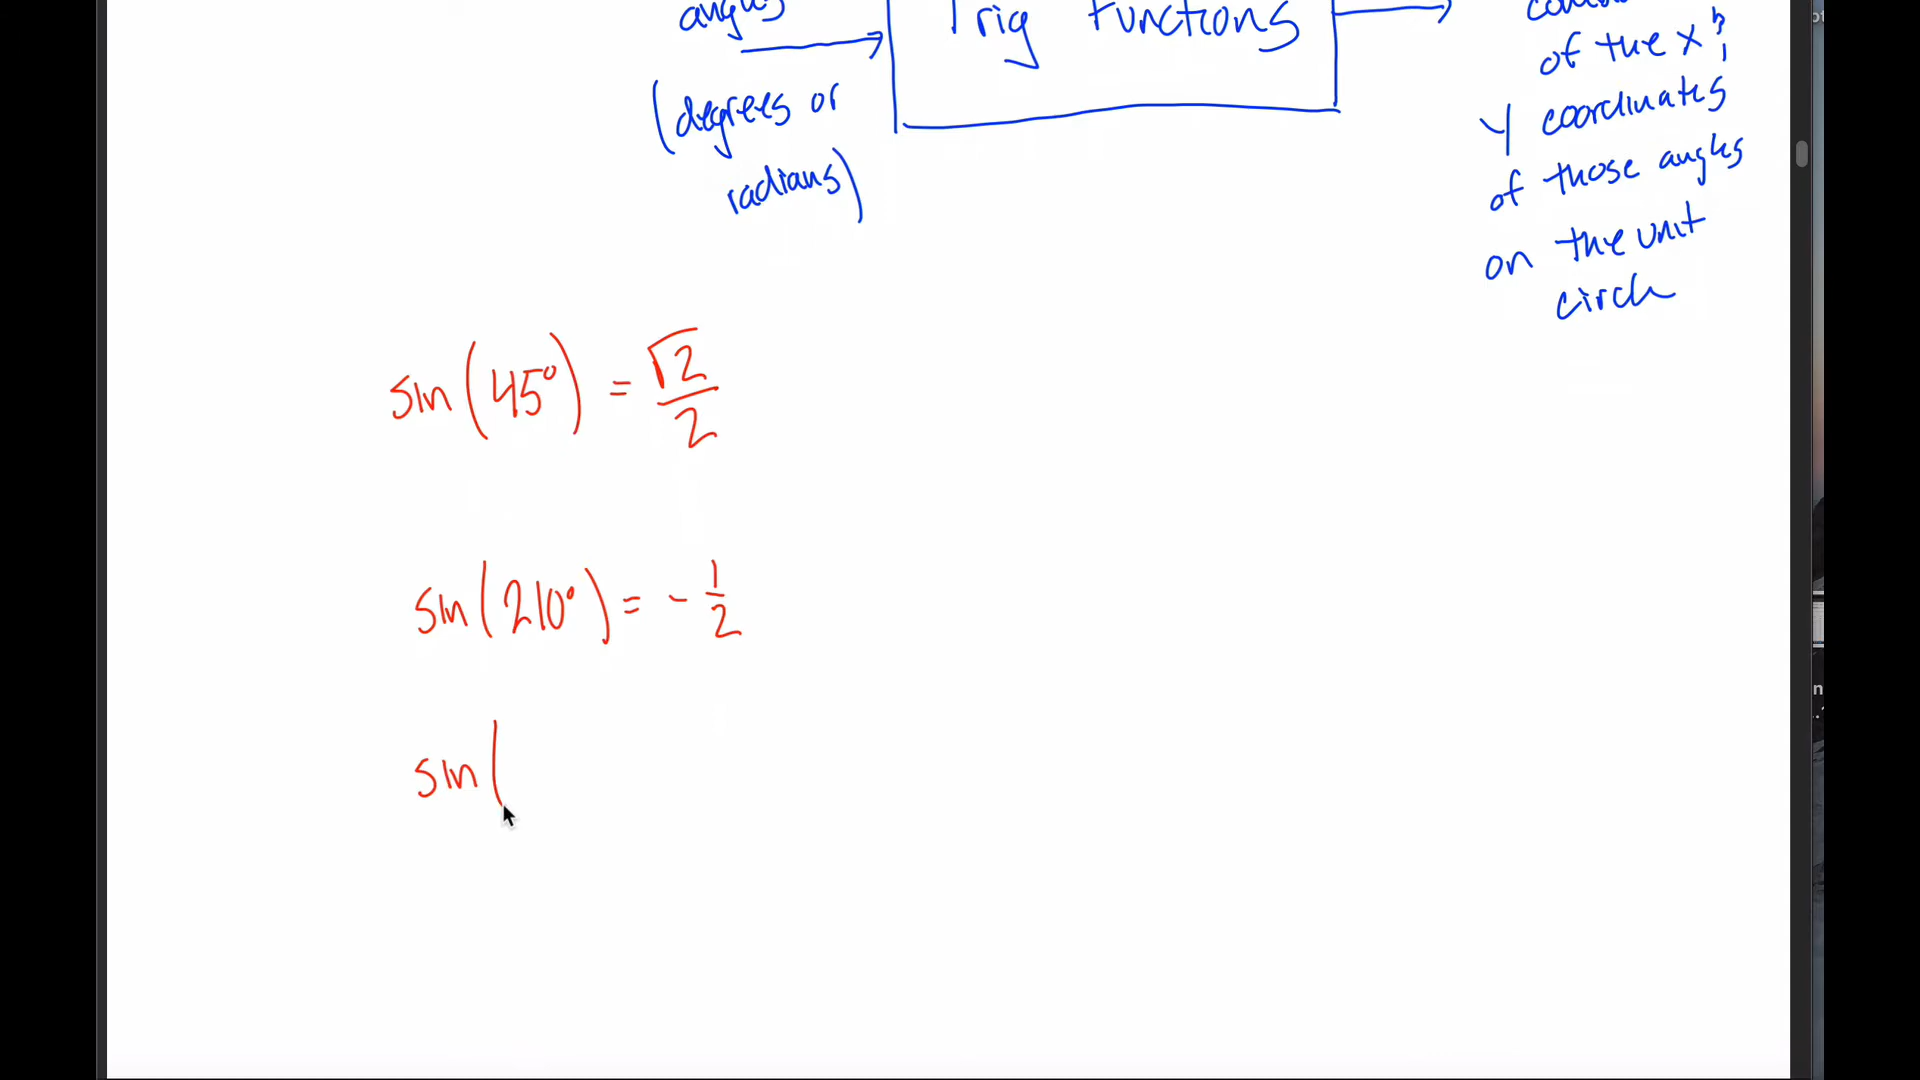 angles
Trig Functions
(degrees or
radians)
of the x &
y coordinates
of those angles
on the unit
circle
sin(45°) = √2/2
sin(210°) = - 1/2
sin(